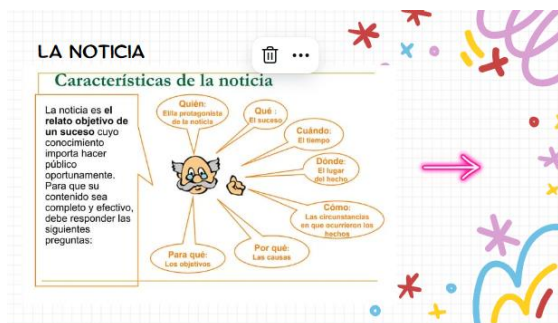 LA NOTICIA
Características de la noticia
La noticia es el
relato objetivo de
un suceso cuyo
conocimiento
importa hacer
público
oportunamente.
Para que su
contenido sea
completo y efectivo,
debe responder las
siguientes
preguntas:
Quién:
El/la protagonista
de la noticia
Qué :
El suceso
Cuándo:
El tiempo
Dónde:
El lugar
del hecho
Cómo:
Las circunstancias
en que ocurrieron los
hechos
Por qué:
Las causas
Para qué:
Los objetivos